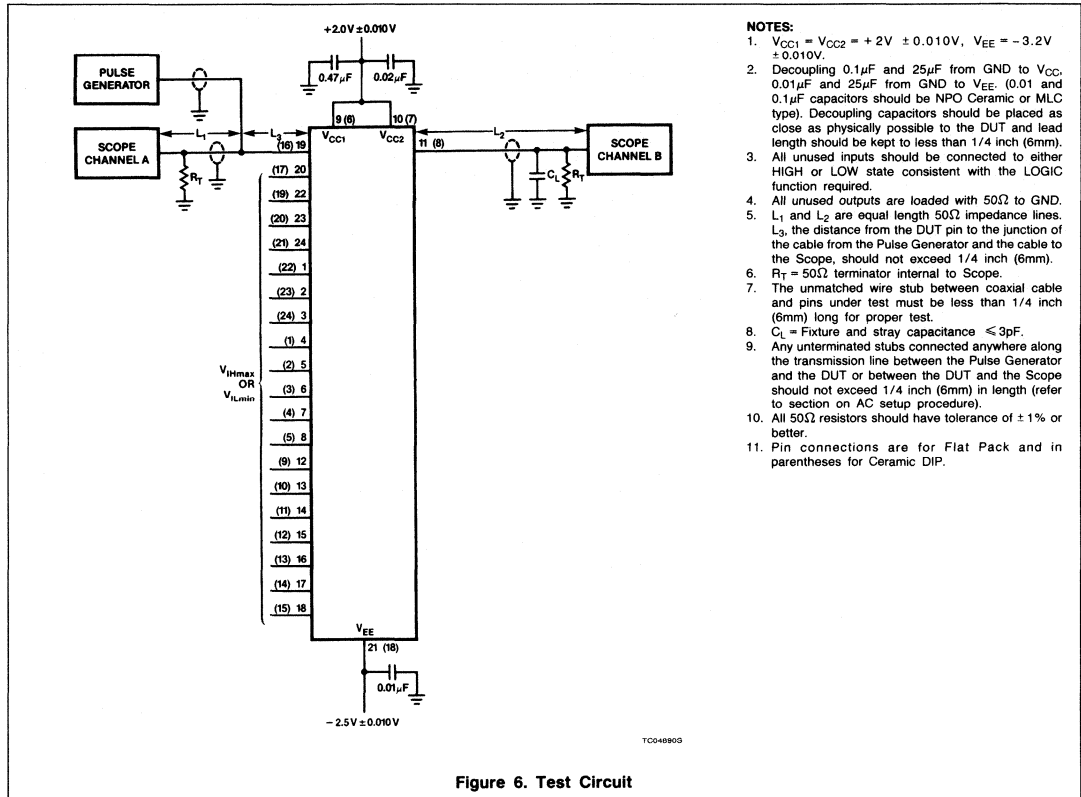 +2.0V±0.010V
0.47μF
0.02μF
PULSE
GENERATOR
SCOPE
CHANNEL A
L1
L3
RT
9 (6)
10 (7)
VCC1
VCC2
11 (8)
L2
CL
RT
SCOPE
CHANNEL B
(16) 19
(17) 20
(19) 22
(20) 23
(21) 24
(22) 1
(23) 2
(24) 3
(1) 4
(2) 5
(3) 6
(4) 7
(5) 8
(9) 12
(10) 13
(11) 14
(12) 15
(13) 16
(14) 17
(15) 18
VIHmax
OR
VILmin
VEE
21 (18)
0.01μF
−2.5V±0.010V
TC04890S
NOTES:
1. VCC1 = VCC2 = +2V ±0.010V, VEE = −3.2V
±0.010V.
2. Decoupling 0.1μF and 25μF from GND to VCC,
0.01μF and 25μF from GND to VEE. (0.01 and
0.1μF capacitors should be NPO Ceramic or MLC
type). Decoupling capacitors should be placed as
close as physically possible to the DUT and lead
length should be kept to less than 1/4 inch (6mm).
3. All unused inputs should be connected to either
HIGH or LOW state consistent with the LOGIC
function required.
4. All unused outputs are loaded with 50Ω to GND.
5. L1 and L2 are equal length 50Ω impedance lines.
L3, the distance from the DUT pin to the junction of
the cable from the Pulse Generator and the cable to
the Scope, should not exceed 1/4 inch (6mm).
6. RT = 50Ω terminator internal to Scope.
7. The unmatched wire stub between coaxial cable
and pins under test must be less than 1/4 inch
(6mm) long for proper test.
8. CL = Fixture and stray capacitance ⩽ 3pF.
9. Any unterminated stubs connected anywhere along
the transmission line between the Pulse Generator
and the DUT or between the DUT and the Scope
should not exceed 1/4 inch (6mm) in length (refer
to section on AC setup procedure).
10. All 50Ω resistors should have tolerance of ±1% or
better.
11. Pin connections are for Flat Pack and in
parentheses for Ceramic DIP.
Figure 6. Test Circuit